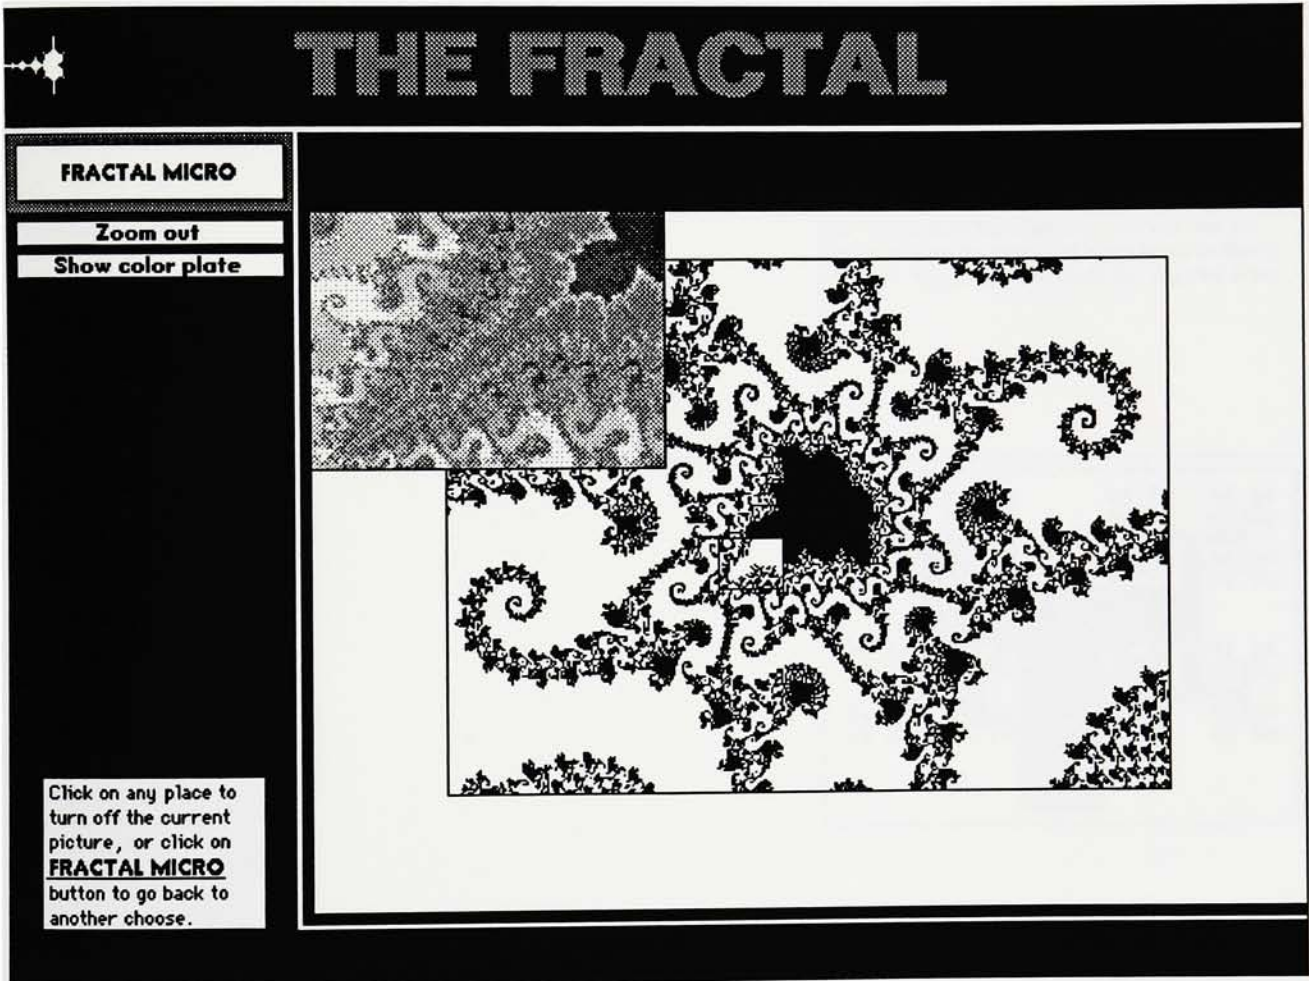 THE FRACTAL
FRACTAL MICRO
Zoom out
Show color plate
Click on any place to
turn off the current
picture, or click on
FRACTAL MICRO
button to go back to
another choose.